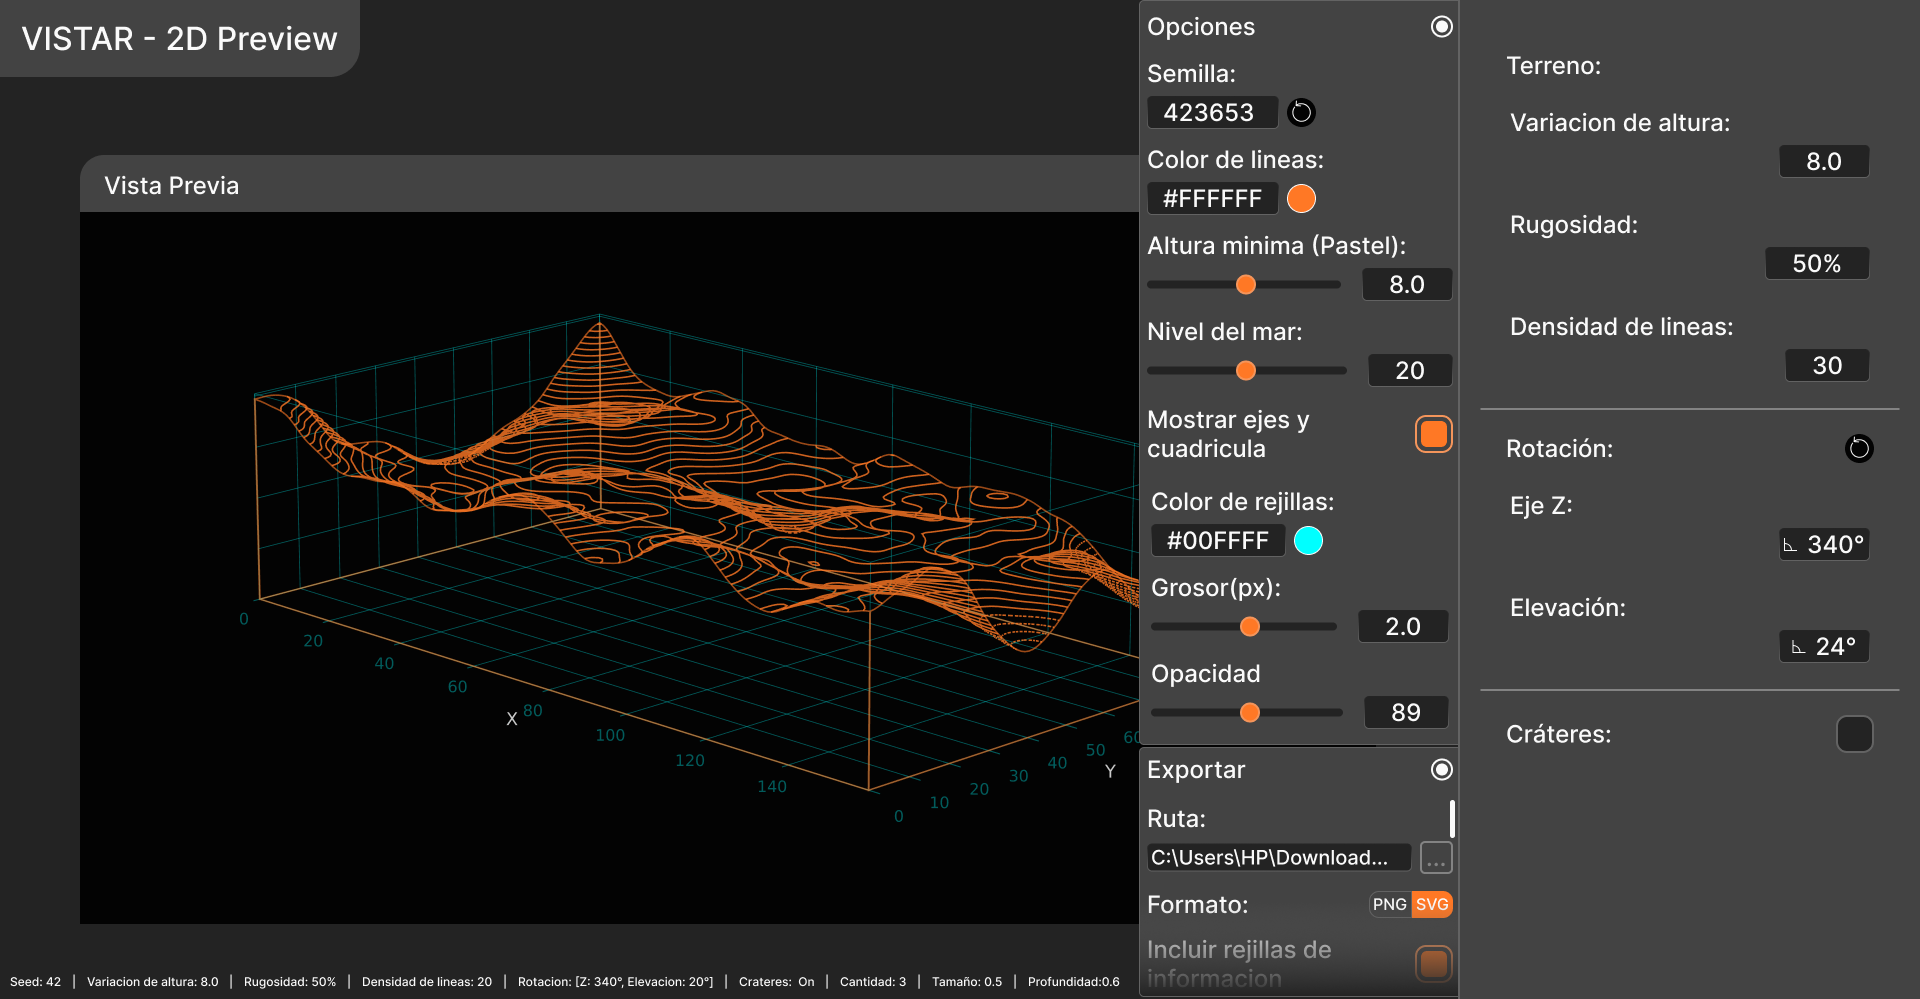 VISTAR - 2D Preview
Vista Previa
0
20
40
60
80
100
120
140
X
0
10
20
30
40
50
60
Y
Opciones
Semilla:
423653
Color de lineas:
#FFFFFF
Altura minima (Pastel):
8.0
Nivel del mar:
20
Mostrar ejes y
cuadricula
Color de rejillas:
#00FFFF
Grosor(px):
2.0
Opacidad
89
Exportar
Ruta:
C:\Users\HP\Download...
...
Formato:
PNG SVG
Incluir rejillas de
informacion
Terreno:
Variacion de altura:
8.0
Rugosidad:
50%
Densidad de lineas:
30
Rotación:
Eje Z:
340°
Elevación:
24°
Cráteres:
Seed: 42 | Variacion de altura: 8.0 | Rugosidad: 50% | Densidad de lineas: 20 | Rotacion: [Z: 340°, Elevacion: 20°] | Crateres: On | Cantidad: 3 | Tamaño: 0.5 | Profundidad:0.6